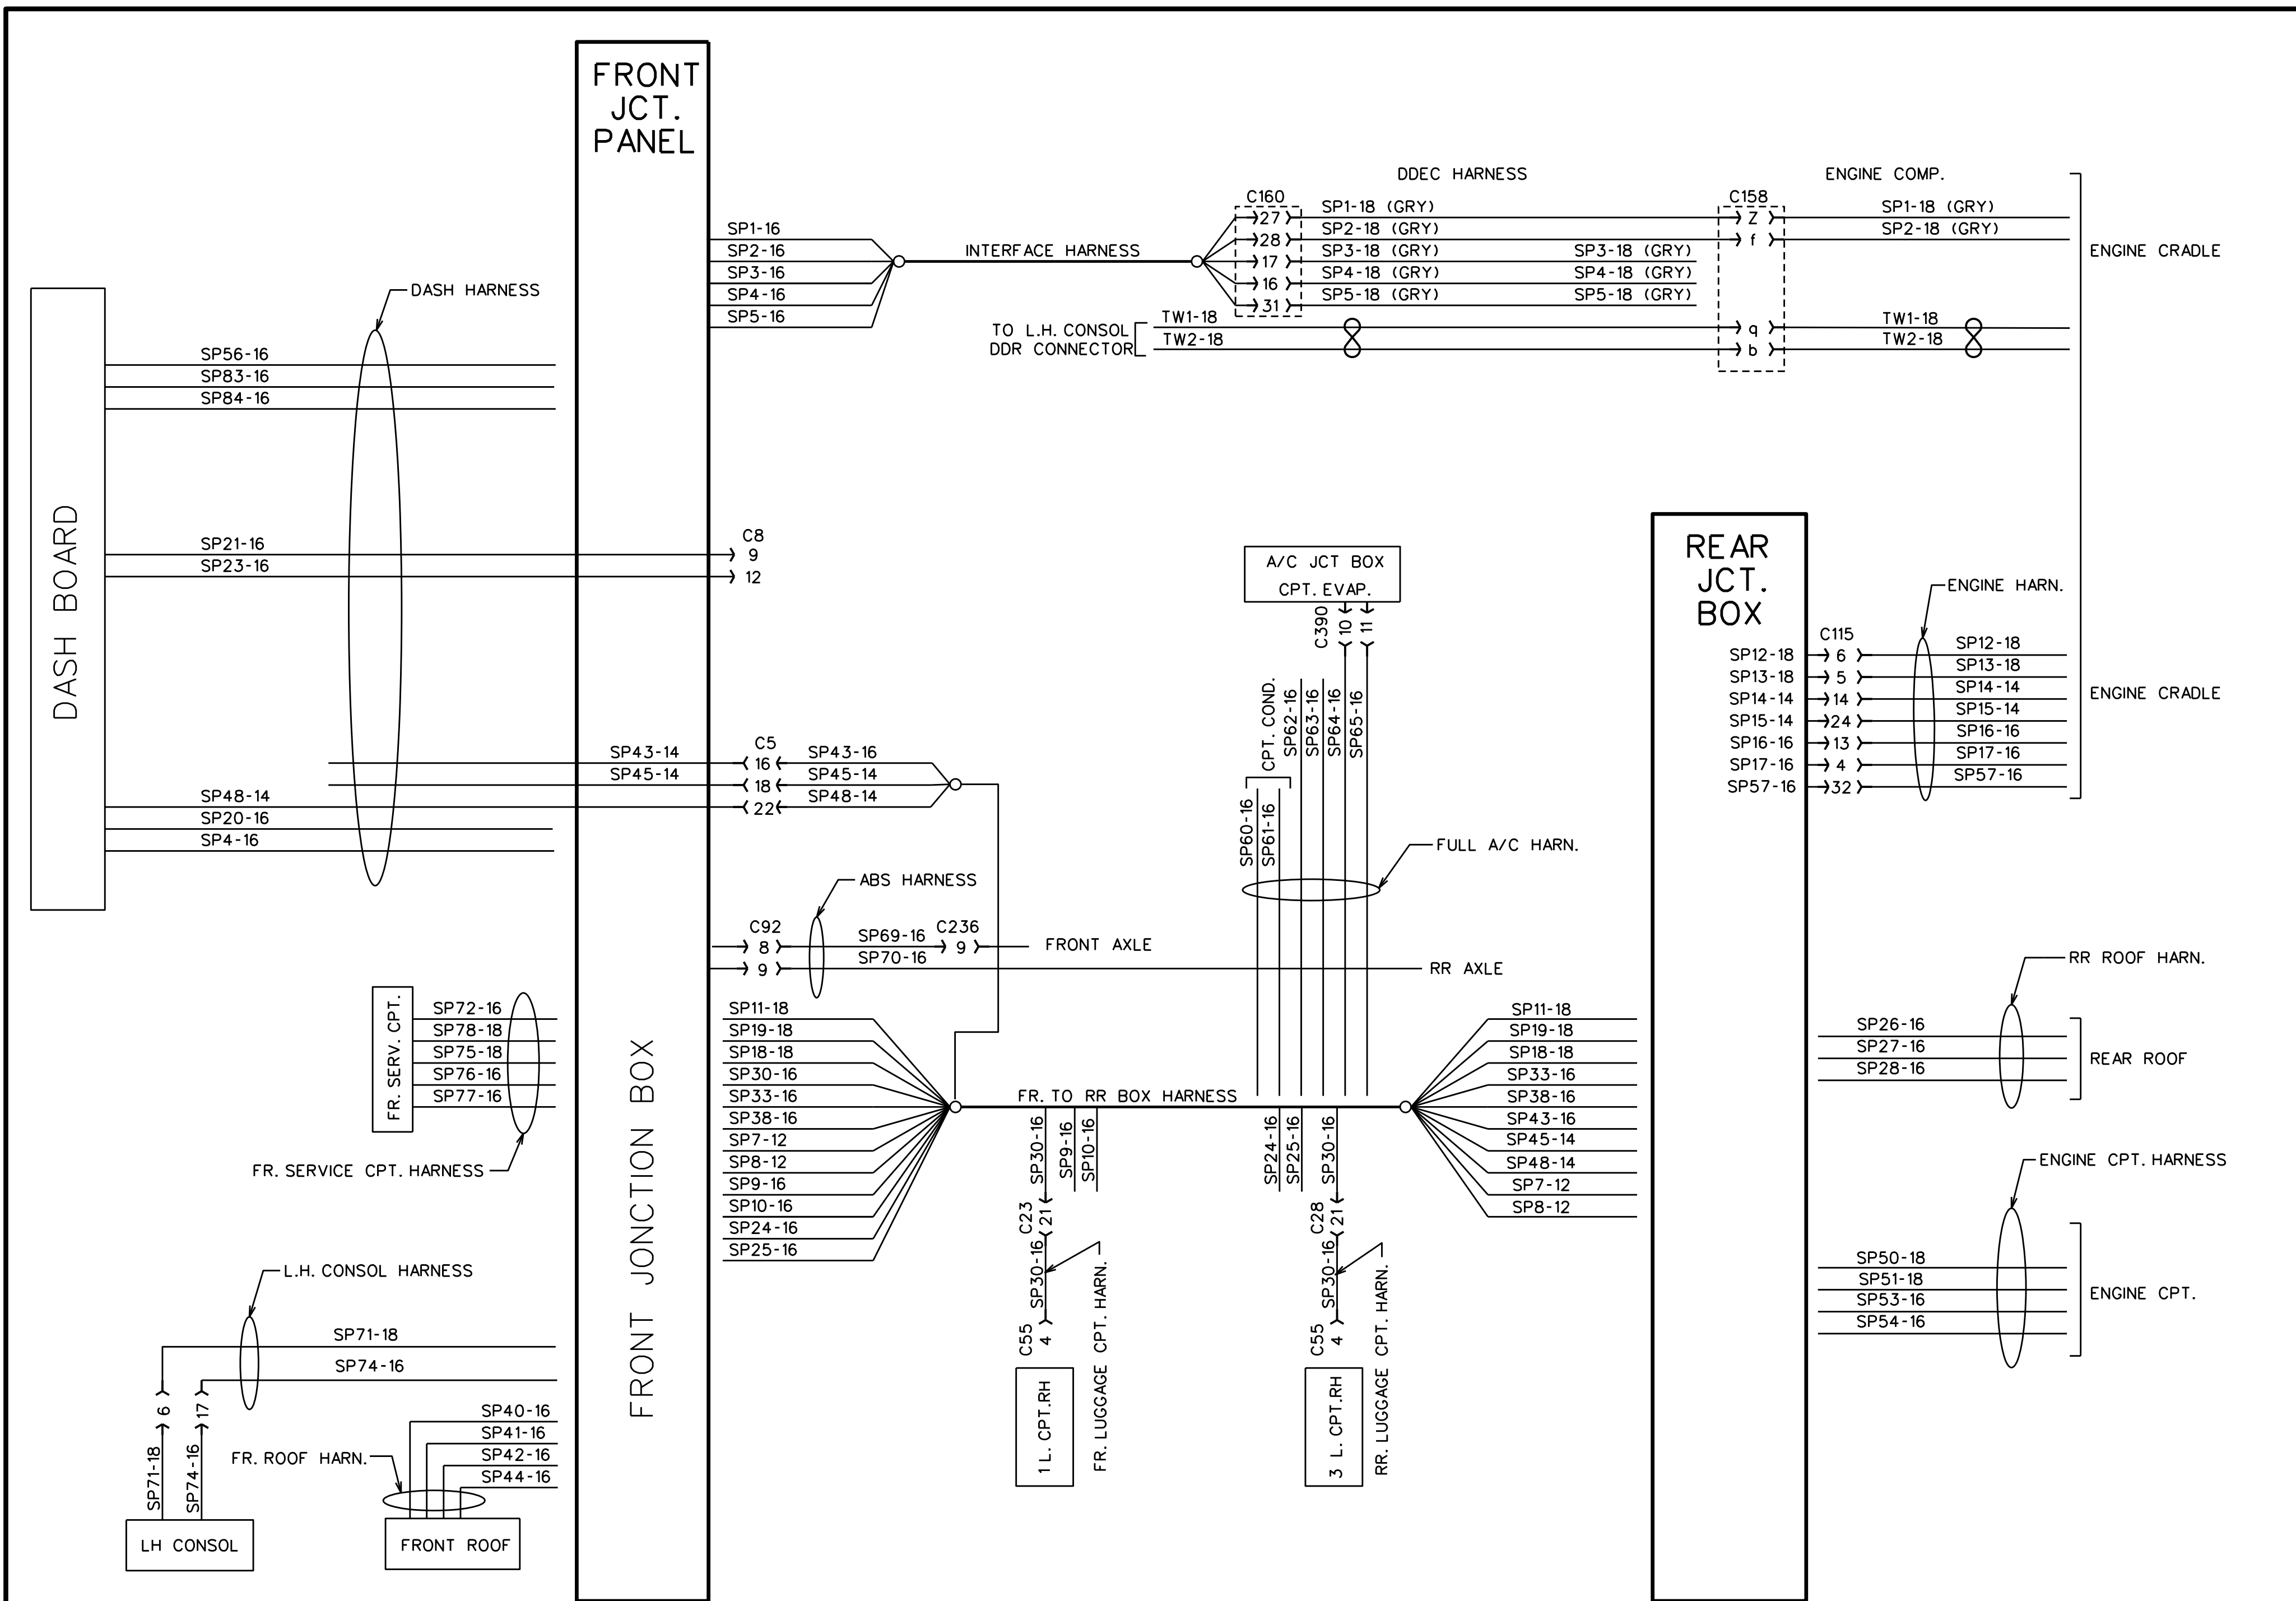 FRONT
JCT.
PANEL
DDEC HARNESS
ENGINE COMP.
C160
C158
SP1-16
SP2-16
SP3-16
SP4-16
SP5-16
INTERFACE HARNESS
27 SP1-18 (GRY)
28 SP2-18 (GRY)
17 SP3-18 (GRY) SP3-18 (GRY)
16 SP4-18 (GRY) SP4-18 (GRY)
31 SP5-18 (GRY) SP5-18 (GRY)
Z SP1-18 (GRY)
f SP2-18 (GRY)
ENGINE CRADLE
TO L.H. CONSOL
DDR CONNECTOR
TW1-18
TW2-18
q TW1-18
b TW2-18
DASH HARNESS
DASH BOARD
SP56-16
SP83-16
SP84-16
SP21-16
SP23-16
C8
9
12
SP43-14
SP45-14
C5
16 SP43-16
18 SP45-14
22 SP48-14
SP48-14
SP20-16
SP4-16
A/C JCT BOX
CPT. EVAP.
C390
10
11
CPT. COND.
SP62-16
SP63-16
SP64-16
SP65-16
SP60-16
SP61-16
FULL A/C HARN.
REAR
JCT.
BOX
ENGINE HARN.
C115
SP12-18 6 SP12-18
SP13-18 5 SP13-18
SP14-14 14 SP14-14
SP15-14 24 SP15-14
SP16-16 13 SP16-16
SP17-16 4 SP17-16
SP57-16 32 SP57-16
ENGINE CRADLE
ABS HARNESS
C92
8 SP69-16
C236
9
FRONT AXLE
9 SP70-16
RR AXLE
FR. SERV. CPT.
SP72-16
SP78-18
SP75-18
SP76-16
SP77-16
FR. SERVICE CPT. HARNESS
FRONT JONCTION BOX
SP11-18
SP19-18
SP18-18
SP30-16
SP33-16
SP38-16
SP7-12
SP8-12
SP9-16
SP10-16
SP24-16
SP25-16
FR. TO RR BOX HARNESS
SP30-16
SP9-16
SP10-16
C23
21
SP30-16
C55
4
1 L. CPT.RH
FR. LUGGAGE CPT. HARN.
SP24-16
SP25-16
SP30-16
C28
21
SP30-16
C55
4
3 L. CPT.RH
RR. LUGGAGE CPT. HARN.
SP11-18
SP19-18
SP18-18
SP33-16
SP38-16
SP43-16
SP45-14
SP48-14
SP7-12
SP8-12
RR ROOF HARN.
SP26-16
SP27-16
SP28-16
REAR ROOF
ENGINE CPT. HARNESS
SP50-18
SP51-18
SP53-16
SP54-16
ENGINE CPT.
L.H. CONSOL HARNESS
SP71-18
SP74-16
6
17
SP71-18
SP74-16
LH CONSOL
SP40-16
SP41-16
SP42-16
SP44-16
FR. ROOF HARN.
FRONT ROOF